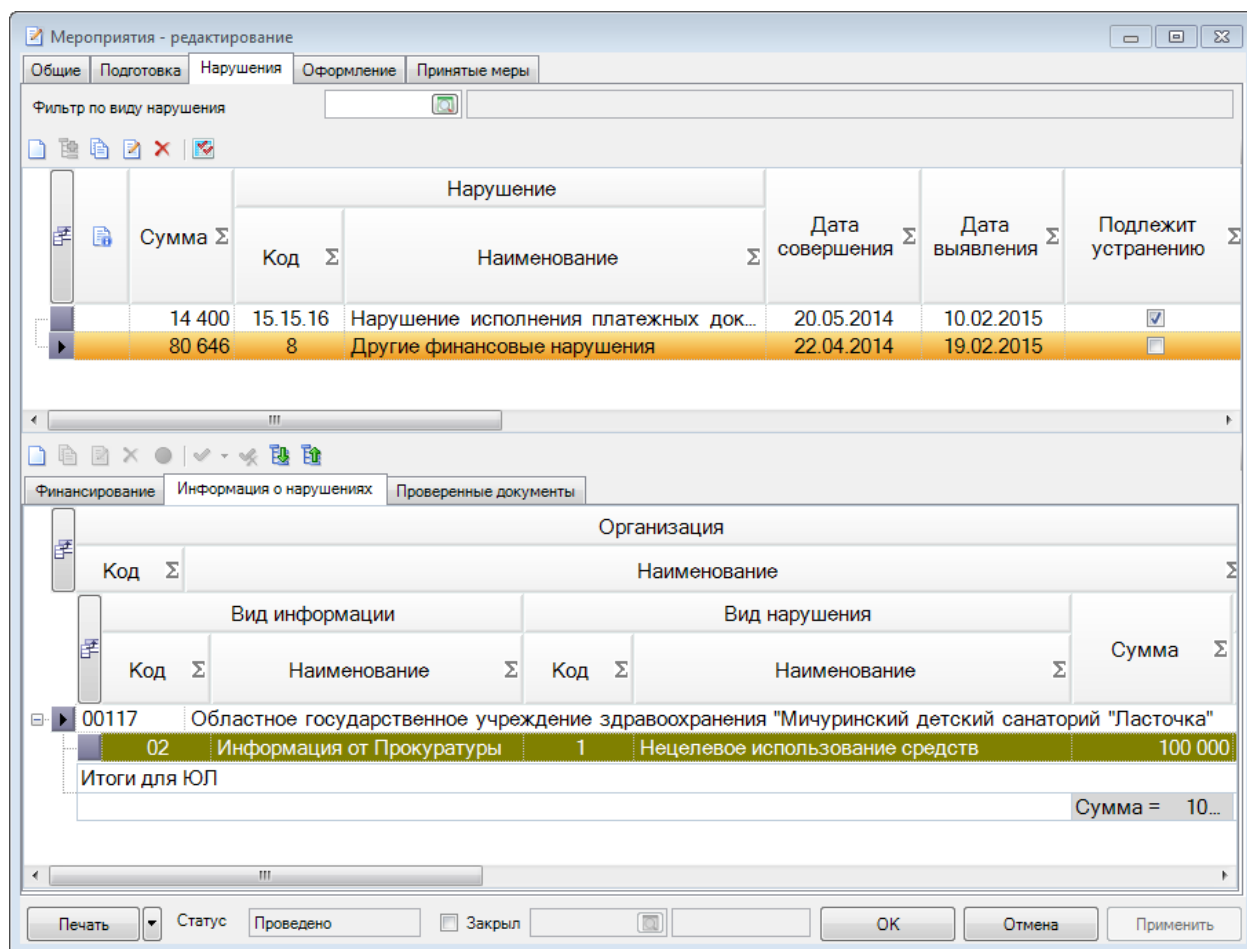 Мероприятия - редактирование
Общие Подготовка Нарушения Оформление Принятые меры
Фильтр по виду нарушения
Нарушение
Сумма Σ Код Σ Наименование Σ Дата совершения Σ Дата выявления Σ Подлежит устранению Σ
14 400 15.15.16 Нарушение исполнения платежных док... 20.05.2014 10.02.2015
80 646 8 Другие финансовые нарушения 22.04.2014 19.02.2015
Финансирование Информация о нарушениях Проверенные документы
Организация
Код Σ Наименование Σ
Вид информации Вид нарушения Сумма Σ
Код Σ Наименование Σ Код Σ Наименование Σ
00117 Областное государственное учреждение здравоохранения "Мичуринский детский санаторий "Ласточка"
02 Информация от Прокуратуры 1 Нецелевое использование средств 100 000
Итоги для ЮЛ
Сумма = 10...
Печать Статус Проведено Закрыл OK Отмена Применить